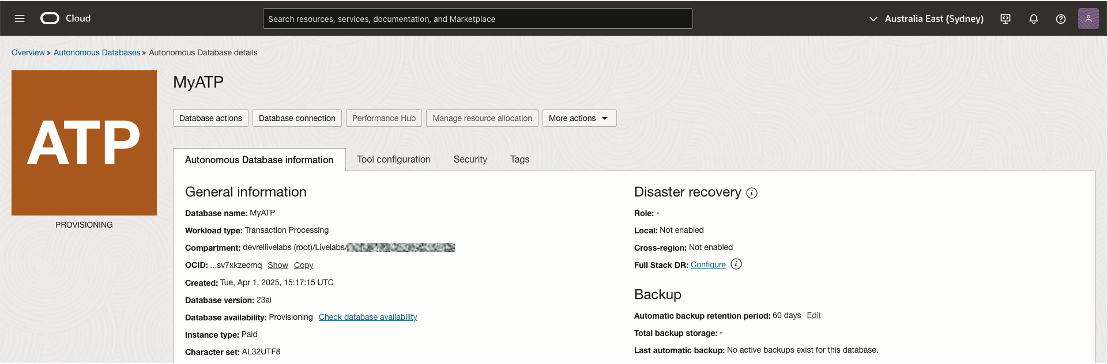 Cloud
Search resources, services, documentation, and Marketplace
Australia East (Sydney)
Overview » Autonomous Databases » Autonomous Database details
ATP
PROVISIONING
MyATP
Database actions
Database connection
Performance Hub
Manage resource allocation
More actions
Autonomous Database information
Tool configuration
Security
Tags
General information
Database name: MyATP
Workload type: Transaction Processing
Compartment: devrellivelabs (root)/Livelabs/
OCID: ...sv7xkzecmq Show Copy
Created: Tue, Apr 1, 2025, 15:17:15 UTC
Database version: 23ai
Database availability: Provisioning Check database availability
Instance type: Paid
Character set: AL32UTF8
Disaster recovery
Role: -
Local: Not enabled
Cross-region: Not enabled
Full Stack DR: Configure
Backup
Automatic backup retention period: 60 days Edit
Total backup storage: -
Last automatic backup: No active backups exist for this database.